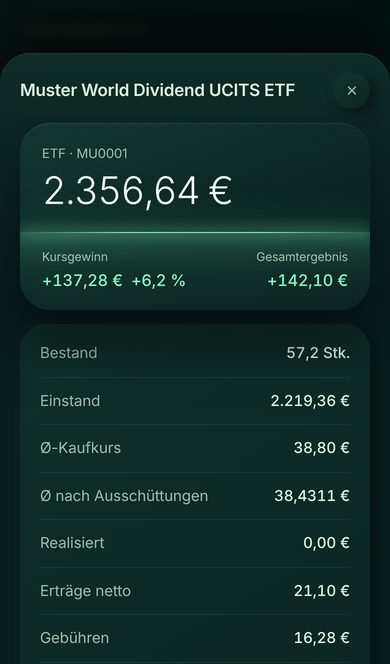 Muster World Dividend UCITS ETF
×
ETF · MU0001
2.356,64 €
Kursgewinn Gesamtergebnis
+137,28 € +6,2 % +142,10 €
Bestand 57,2 Stk.
Einstand 2.219,36 €
Ø-Kaufkurs 38,80 €
Ø nach Ausschüttungen 38,4311 €
Realisiert 0,00 €
Erträge netto 21,10 €
Gebühren 16,28 €